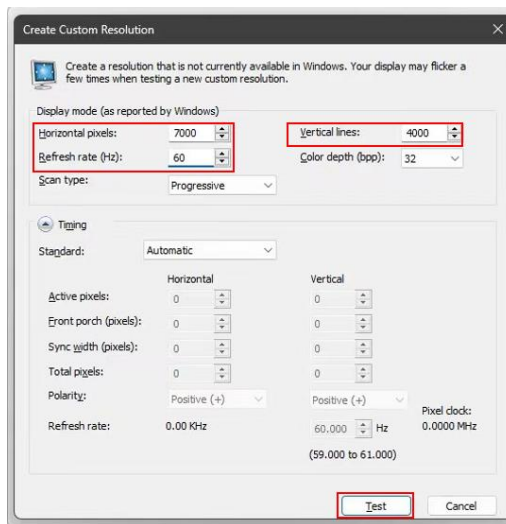 Create Custom Resolution
Create a resolution that is not currently available in Windows. Your display may flicker a
few times when testing a new custom resolution.
Display mode (as reported by Windows)
Horizontal pixels: 7000 Vertical lines: 4000
Refresh rate (Hz): 60 Color depth (bpp): 32
Scan type: Progressive
Timing
Standard: Automatic
Horizontal Vertical
Active pixels: 0 0
Front porch (pixels): 0 0
Sync width (pixels): 0 0
Total pixels: 0 0
Polarity: Positive (+) Positive (+)
Pixel clock:
Refresh rate: 0.00 KHz 60.000 Hz 0.0000 MHz
(59.000 to 61.000)
Test Cancel